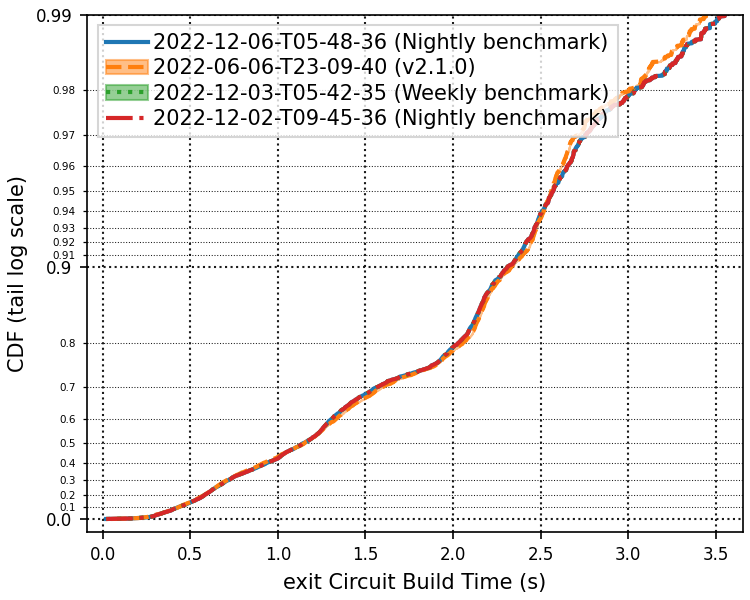 0.99
2022-12-06-T05-48-36 (Nightly benchmark)
2022-06-06-T23-09-40 (v2.1.0)
2022-12-03-T05-42-35 (Weekly benchmark)
2022-12-02-T09-45-36 (Nightly benchmark)
0.98
0.97
0.96
0.95
0.94
0.93
0.92
0.91
0.9
0.8
0.7
0.6
0.5
0.4
0.3
0.2
0.1
0.0
CDF (tail log scale)
0.0 0.5 1.0 1.5 2.0 2.5 3.0 3.5
exit Circuit Build Time (s)